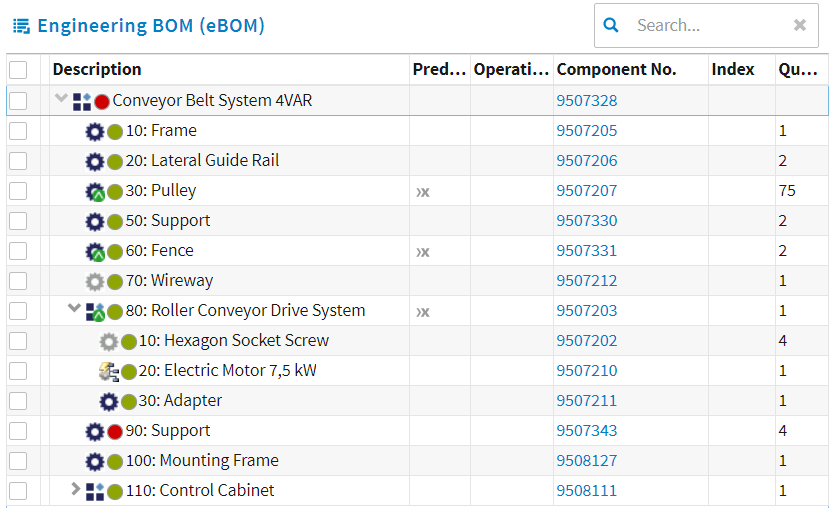 Engineering BOM (eBOM)
Search...
Description Pred... Operati... Component No. Index Qu...
Conveyor Belt System 4VAR 9507328
10: Frame 9507205 1
20: Lateral Guide Rail 9507206 2
30: Pulley 9507207 75
50: Support 9507330 2
60: Fence 9507331 2
70: Wireway 9507212 1
80: Roller Conveyor Drive System 9507203 1
10: Hexagon Socket Screw 9507202 4
20: Electric Motor 7,5 kW 9507210 1
30: Adapter 9507211 1
90: Support 9507343 4
100: Mounting Frame 9508127 1
110: Control Cabinet 9508111 1